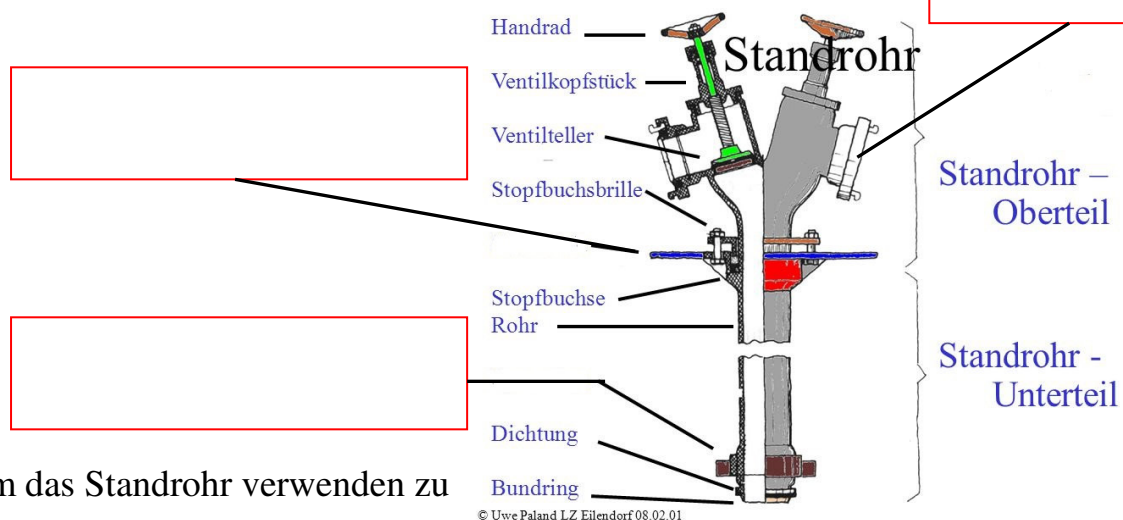 Handrad
Standrohr
Ventilkopfstück
Ventilteller
Stopfbuchsbrille
Standrohr –
Oberteil
Stopfbuchse
Rohr
Standrohr -
Unterteil
Dichtung
m das Standrohr verwenden zu
Bundring
© Uwe Paland LZ Eilendorf 08.02.01